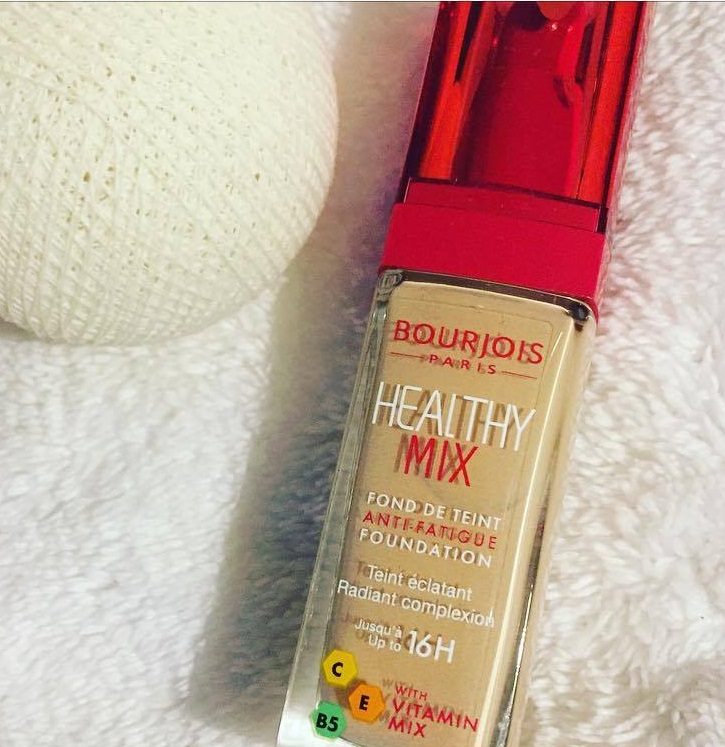 BOURJOIS
PARIS
HEALTHY
MIX
FOND DE TEINT
ANTI-FATIGUE
FOUNDATION
Teint éclatant
Radiant complexion
Jusqu'à
Up to 16H
C
E
B5
WITH
VITAMIN
MIX